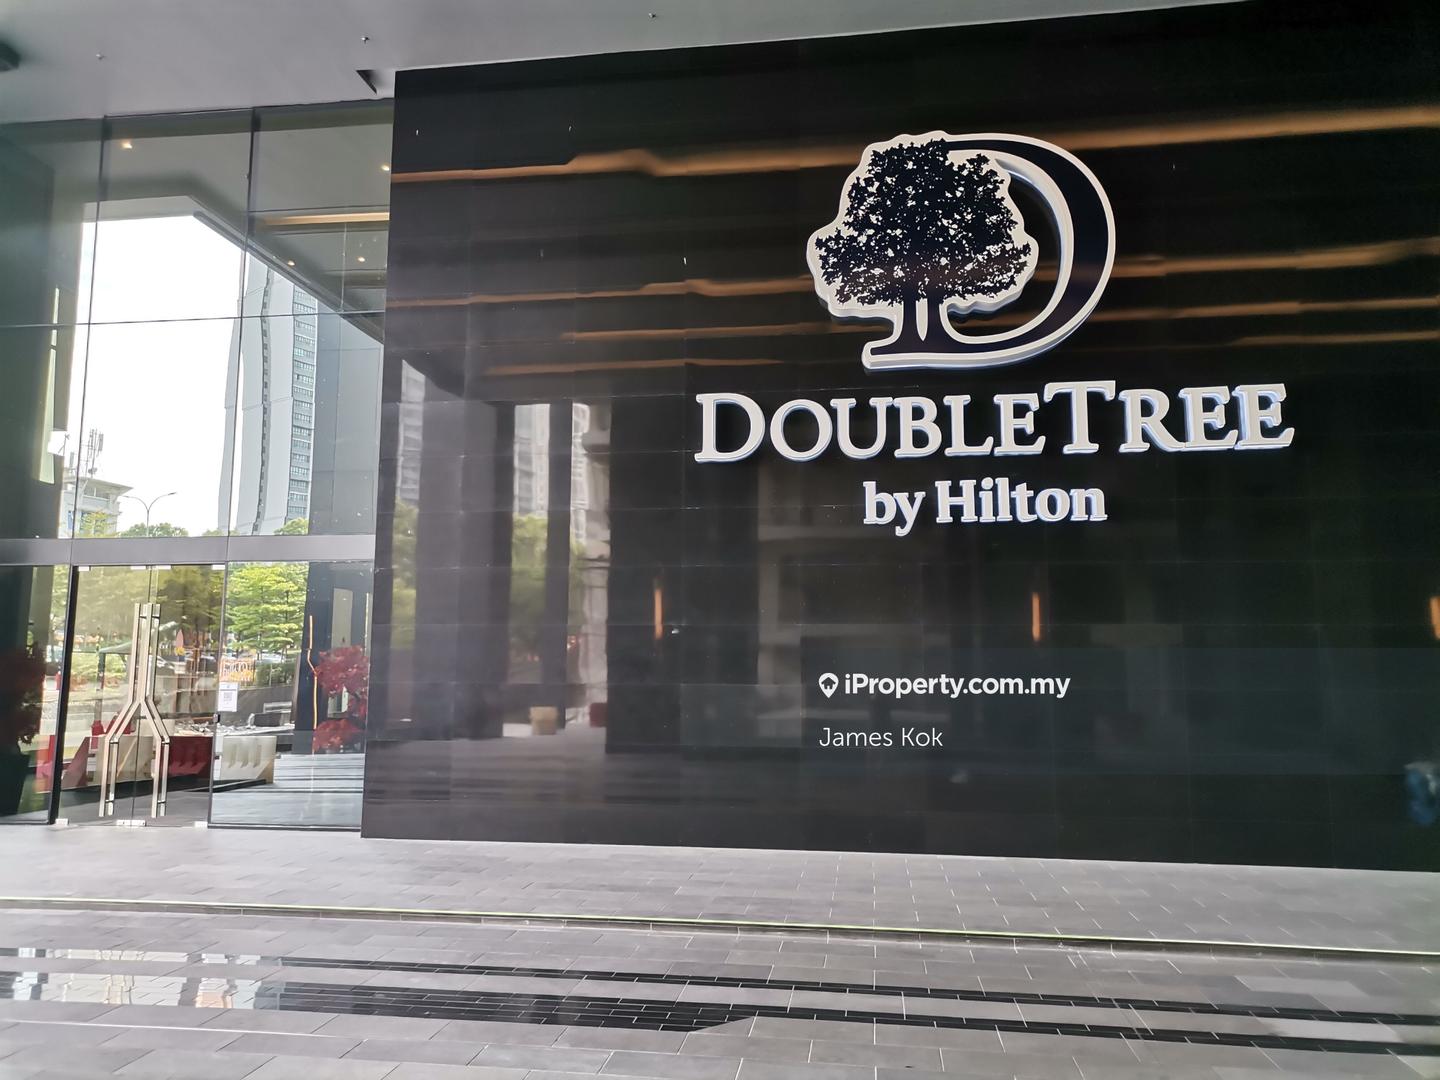 DOUBLETREE
by Hilton
iProperty.com.my
James Kok